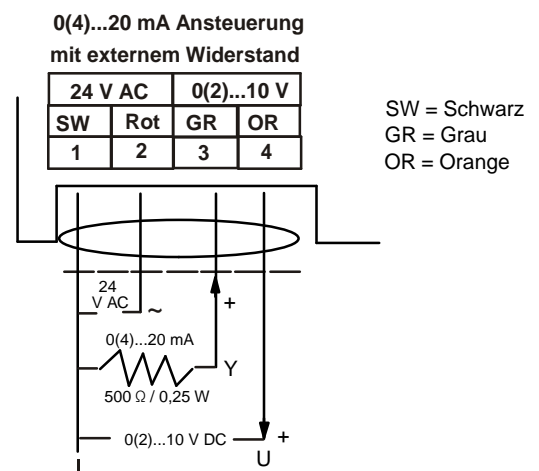 0(4)...20 mA Ansteuerung
mit externem Widerstand
24 V AC 0(2)...10 V
SW Rot GR OR
1 2 3 4
SW = Schwarz
GR = Grau
OR = Orange
24
V AC ~ +
0(4)...20 mA
Y
500 Ω / 0,25 W
0(2)...10 V DC +
U